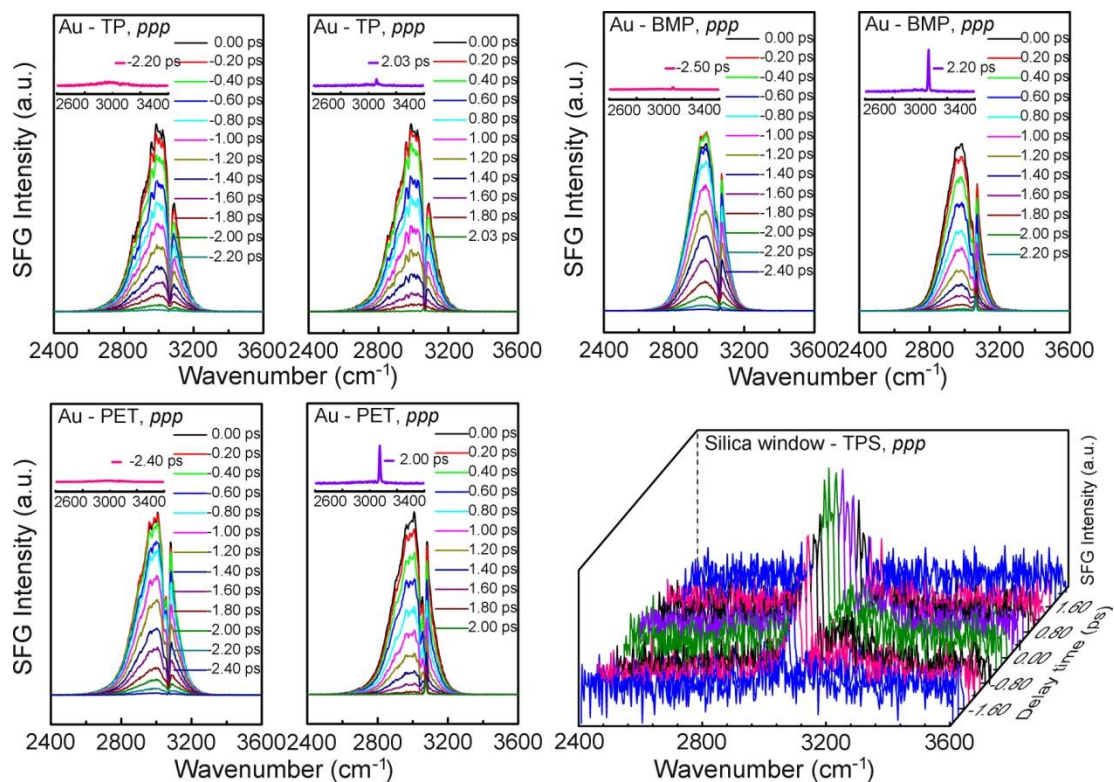 Au - TP, ppp
-2.20 ps
2600 3000 3400
0.00 ps
-0.20 ps
-0.40 ps
-0.60 ps
-0.80 ps
-1.00 ps
-1.20 ps
-1.40 ps
-1.60 ps
-1.80 ps
-2.00 ps
-2.20 ps
SFG Intensity (a.u.)
2400 2800 3200 3600
Wavenumber (cm⁻¹)
Au - TP, ppp
2.03 ps
2600 3000 3400
0.00 ps
0.20 ps
0.40 ps
0.60 ps
0.80 ps
1.00 ps
1.20 ps
1.40 ps
1.60 ps
1.80 ps
2.03 ps
2400 2800 3200 3600
Wavenumber (cm⁻¹)
Au - BMP, ppp
-2.50 ps
2600 3000 3400
0.00 ps
-0.20 ps
-0.40 ps
-0.60 ps
-0.80 ps
-1.00 ps
-1.20 ps
-1.40 ps
-1.60 ps
-1.80 ps
-2.00 ps
-2.20 ps
-2.40 ps
SFG Intensity (a.u.)
2400 2800 3200 3600
Wavenumber (cm⁻¹)
Au - BMP, ppp
2.20 ps
2600 3000 3400
0.00 ps
0.20 ps
0.40 ps
0.60 ps
0.80 ps
1.00 ps
1.20 ps
1.40 ps
1.60 ps
1.80 ps
2.00 ps
2.20 ps
2400 2800 3200 3600
Wavenumber (cm⁻¹)
Au - PET, ppp
-2.40 ps
2600 3000 3400
0.00 ps
-0.20 ps
-0.40 ps
-0.60 ps
-0.80 ps
-1.00 ps
-1.20 ps
-1.40 ps
-1.60 ps
-1.80 ps
-2.00 ps
-2.20 ps
-2.40 ps
SFG Intensity (a.u.)
2400 2800 3200 3600
Wavenumber (cm⁻¹)
Au - PET, ppp
2.00 ps
2600 3000 3400
0.00 ps
0.20 ps
0.40 ps
0.60 ps
0.80 ps
1.00 ps
1.20 ps
1.40 ps
1.60 ps
1.80 ps
2.00 ps
2400 2800 3200 3600
Wavenumber (cm⁻¹)
Silica window - TPS, ppp
SFG Intensity (a.u.)
1.60
0.80
0.00
-0.80
-1.60
Delay time (ps)
2400 2800 3200 3600
Wavenumber (cm⁻¹)